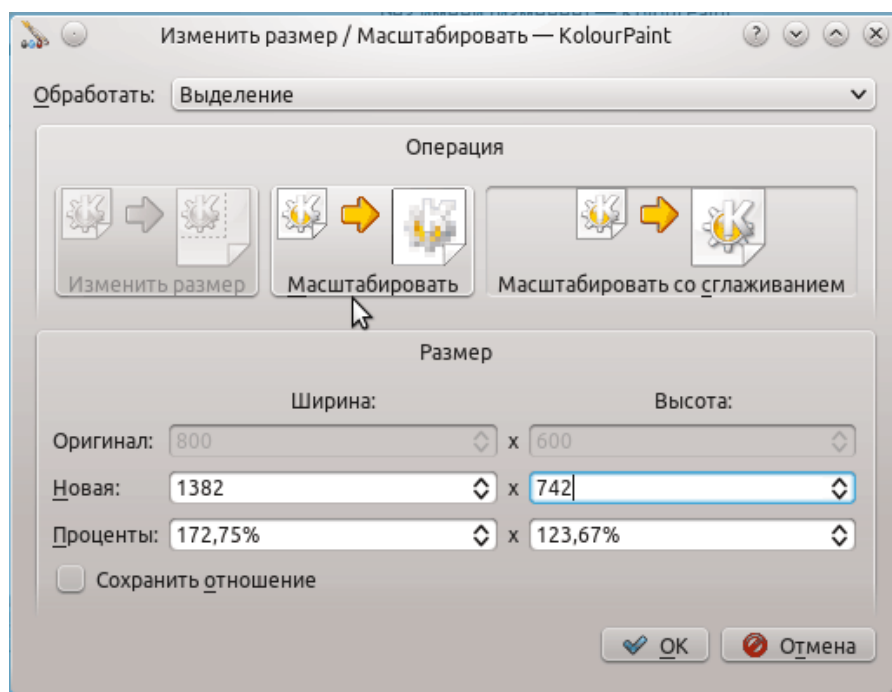 Изменить размер / Масштабировать — KolourPaint
Обработать: Выделение
Операция
Изменить размер Масштабировать Масштабировать со сглаживанием
Размер
Ширина: Высота:
Оригинал: 800 x 600
Новая: 1382 x 742
Проценты: 172,75% x 123,67%
Сохранить отношение
OK Отмена